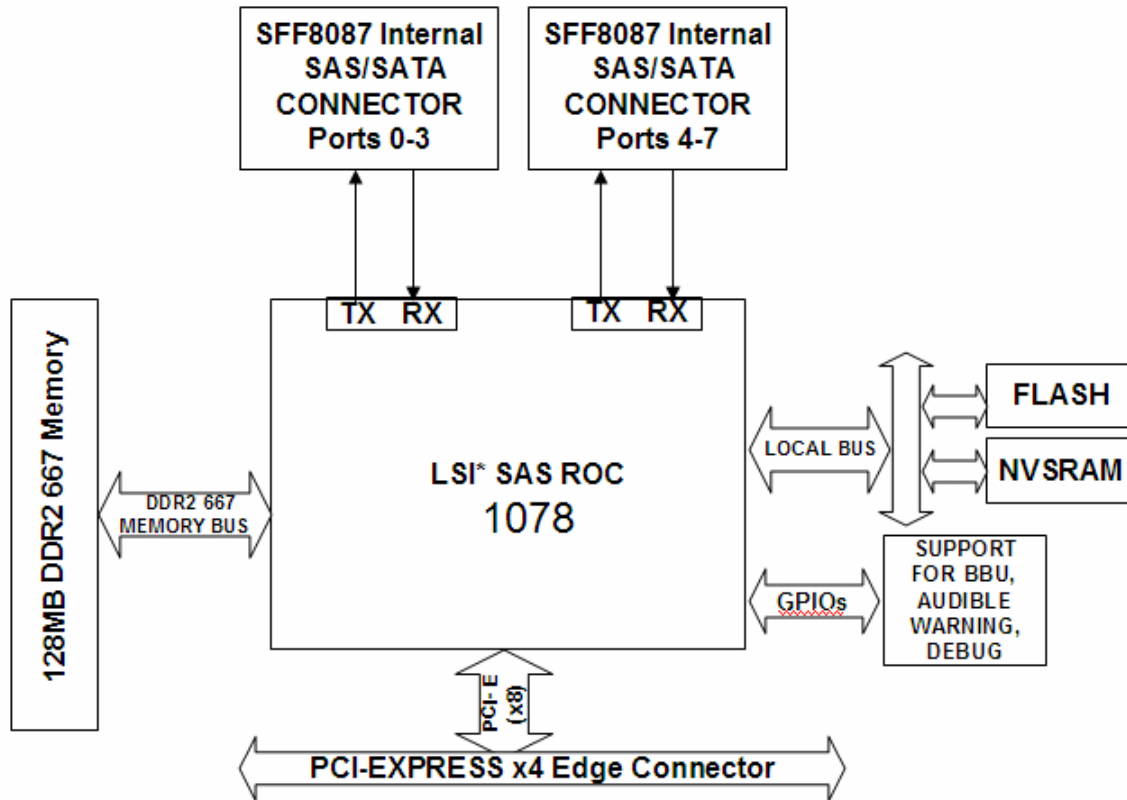 SFF8087 Internal
SAS/SATA
CONNECTOR
Ports 0-3
SFF8087 Internal
SAS/SATA
CONNECTOR
Ports 4-7
TX RX
TX RX
128MB DDR2 667 Memory
DDR2 667
MEMORY BUS
LSI* SAS ROC
1078
LOCAL BUS
FLASH
NVSRAM
GPIOs
SUPPORT
FOR BBU,
AUDIBLE
WARNING,
DEBUG
PCI- E
(x8)
PCI-EXPRESS x4 Edge Connector